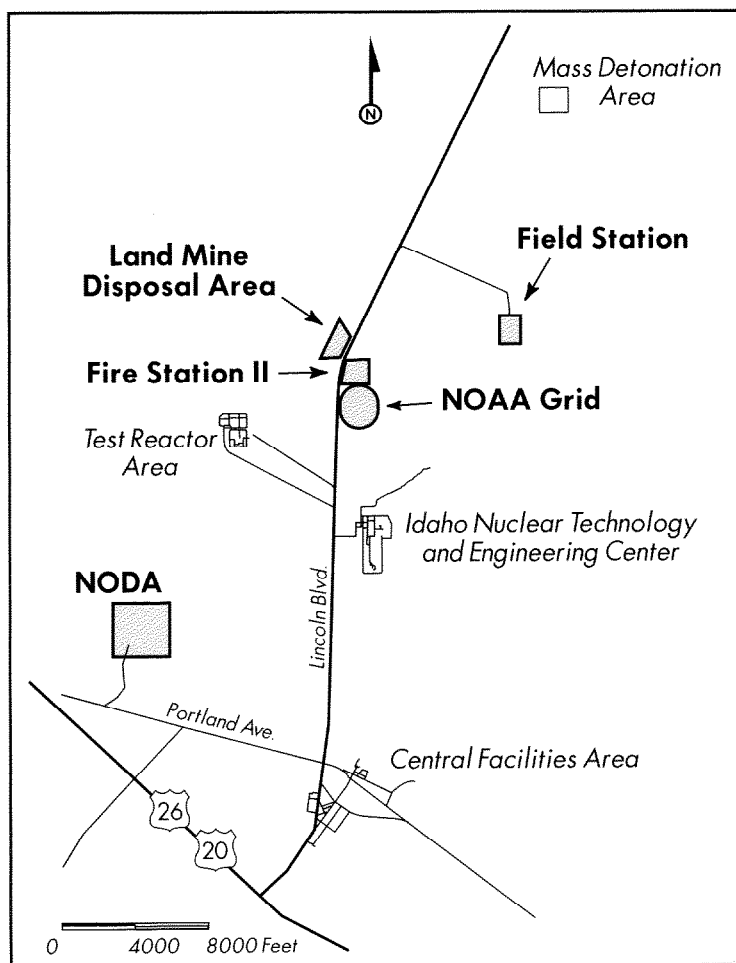 Mass Detonation
Area
N
Land Mine
Disposal Area
Field Station
Fire Station II
NOAA Grid
Test Reactor
Area
Idaho Nuclear Technology
and Engineering Center
NODA
Lincoln Blvd.
Portland Ave.
Central Facilities Area
26
20
0 4000 8000 Feet